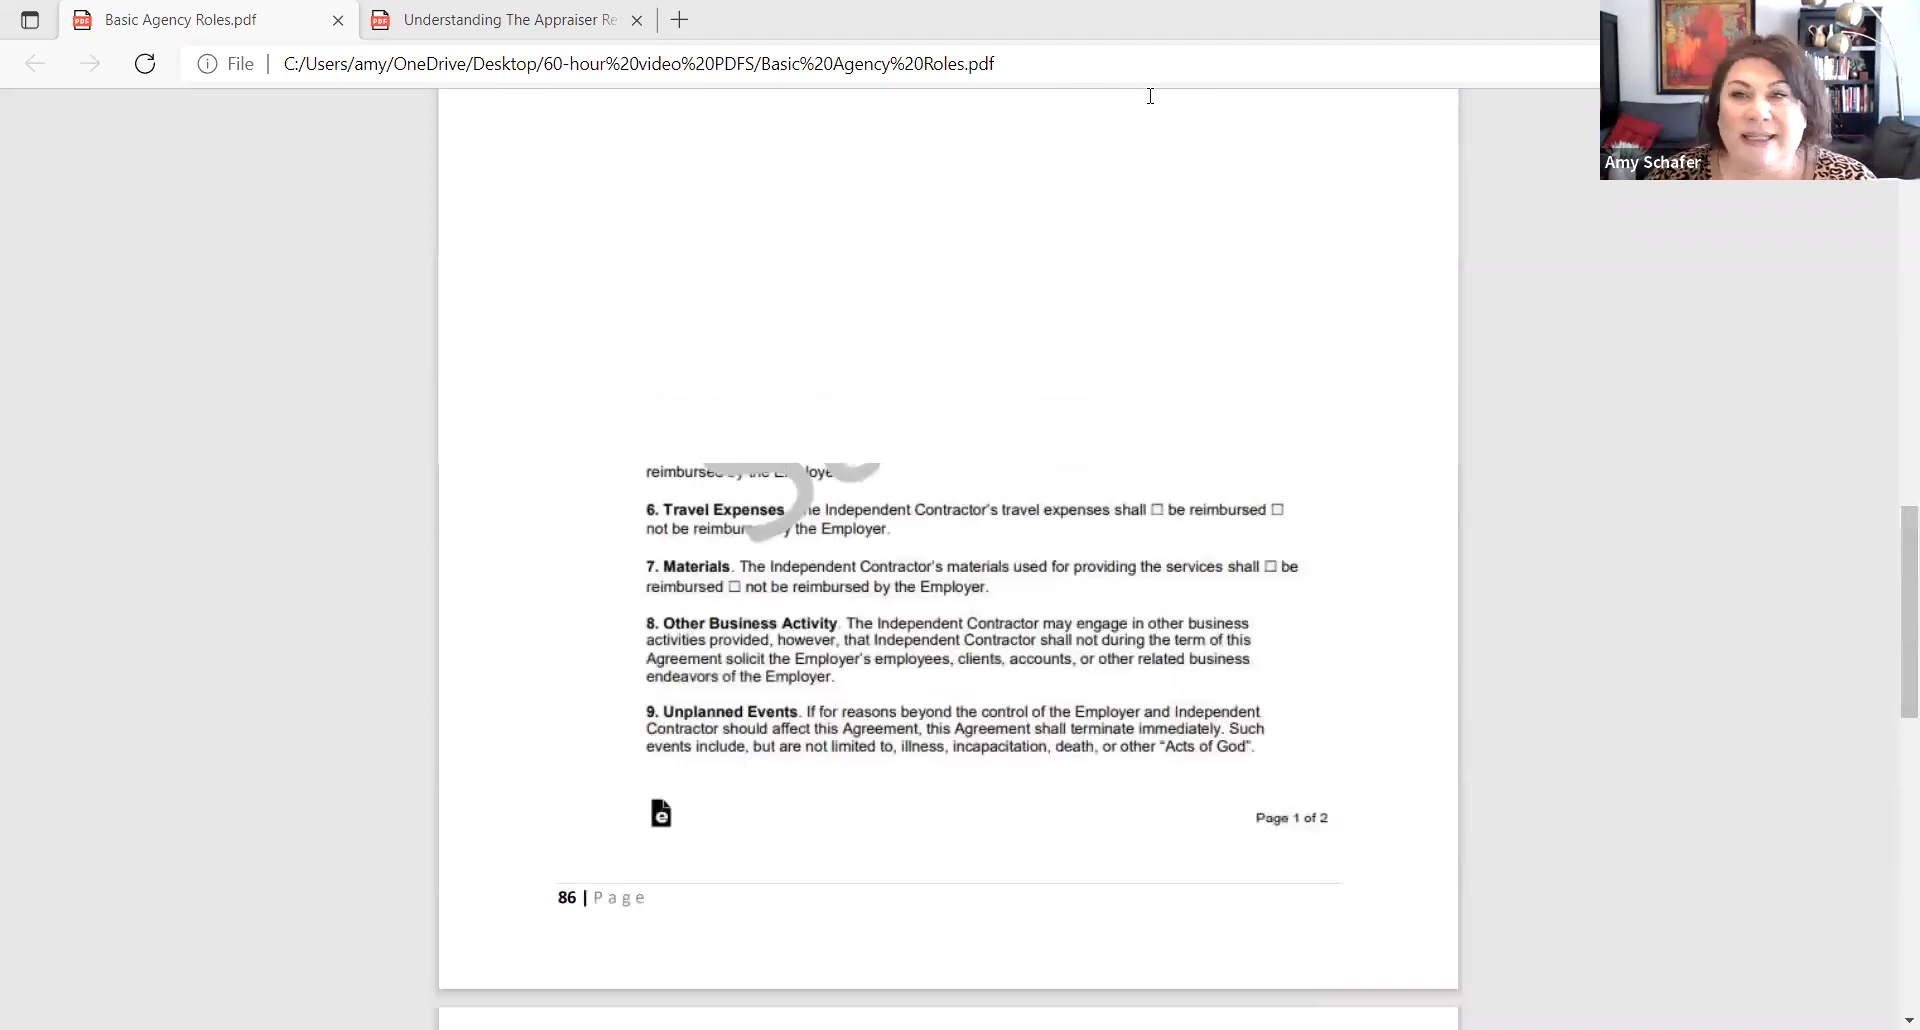 Basic Agency Roles.pdf
Understanding The Appraiser Re
File
C:/Users/amy/OneDrive/Desktop/60-hour%20video%20PDFS/Basic%20Agency%20Roles.pdf
Amy Schafer
reimburse by the
6. Travel Expenses Independent Contractor's travel expenses shall ☐ be reimbursed ☐
not be the Employer.
7. Materials. The Independent Contractor's materials used for providing the services shall ☐ be
reimbursed ☐ not be reimbursed by the Employer.
8. Other Business Activity. The Independent Contractor may engage in other business
activities provided, however, that Independent Contractor shall not during the term of this
Agreement solicit the Employer's employees, clients, accounts, or other related business
endeavors of the Employer.
9. Unplanned Events. If for reasons beyond the control of the Employer and Independent
Contractor should affect this Agreement, this Agreement shall terminate immediately. Such
events include, but are not limited to, illness, incapacitation, death, or other “Acts of God”.
Page 1 of 2
86 | Page